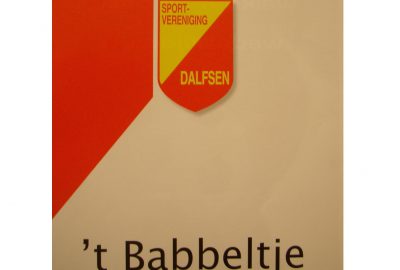 SPORT-
VERENIGING
DALFSEN
't Babbeltje